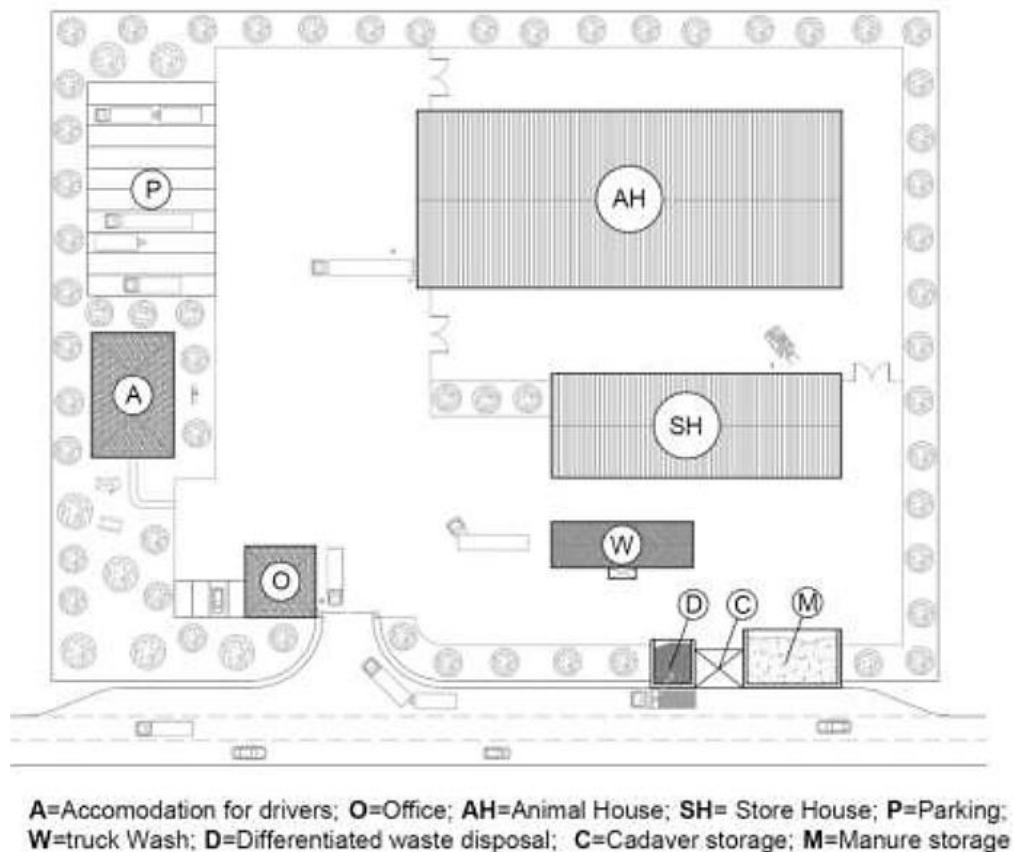 AH
P
A
SH
W
O
D
C
M
A=Accomodation for drivers; O=Office; AH=Animal House; SH= Store House; P=Parking;
W=truck Wash; D=Differentiated waste disposal; C=Cadaver storage; M=Manure storage